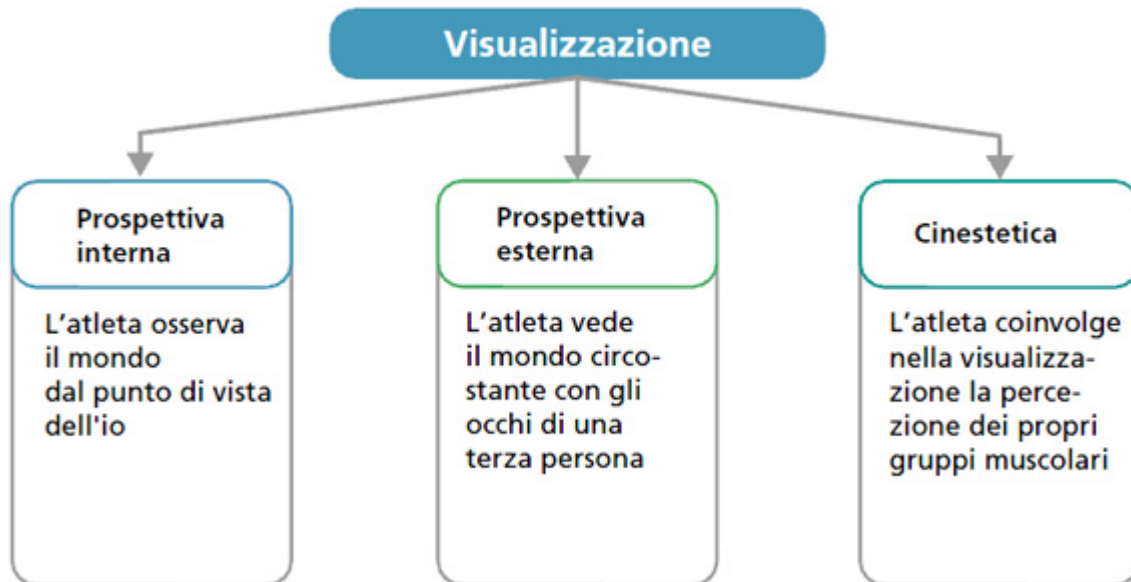 Visualizzazione
Prospettiva
interna
L'atleta osserva
il mondo
dal punto di vista
dell'io
Prospettiva
esterna
L'atleta vede
il mondo circo-
stante con gli
occhi di una
terza persona
Cinestetica
L'atleta coinvolge
nella visualizza-
zione la perce-
zione dei propri
gruppi muscolari